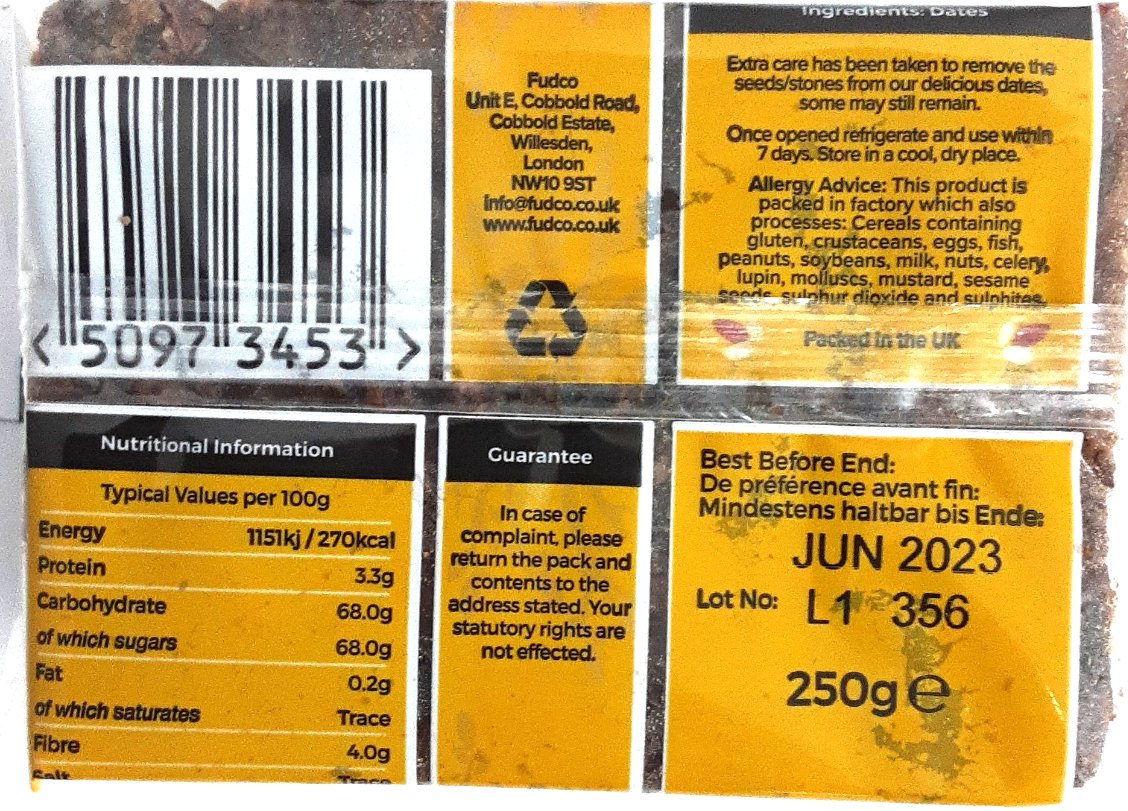 < 5097 3453 >
Fudco
Unit E, Cobbold Road,
Cobbold Estate,
Willesden,
London
NW10 9ST
info@fudco.co.uk
www.fudco.co.uk
Ingredients: Dates
Extra care has been taken to remove the
seeds/stones from our delicious dates,
some may still remain.
Once opened refrigerate and use within
7 days. Store in a cool, dry place.
Allergy Advice: This product is
packed in factory which also
processes: Cereals containing
gluten, crustaceans, eggs, fish,
peanuts, soybeans, milk, nuts, celery,
lupin, molluscs, mustard, sesame
seeds, sulphur dioxide and sulphites.
Packed in the UK
Nutritional Information
Typical Values per 100g
Energy 1151kj / 270kcal
Protein 3.3g
Carbohydrate 68.0g
of which sugars 68.0g
Fat 0.2g
of which saturates Trace
Fibre 4.0g
Salt Trace
Guarantee
In case of
complaint, please
return the pack and
contents to the
address stated. Your
statutory rights are
not effected.
Best Before End:
De préférence avant fin:
Mindestens haltbar bis Ende:
JUN 2023
Lot No: L1 356
250g e